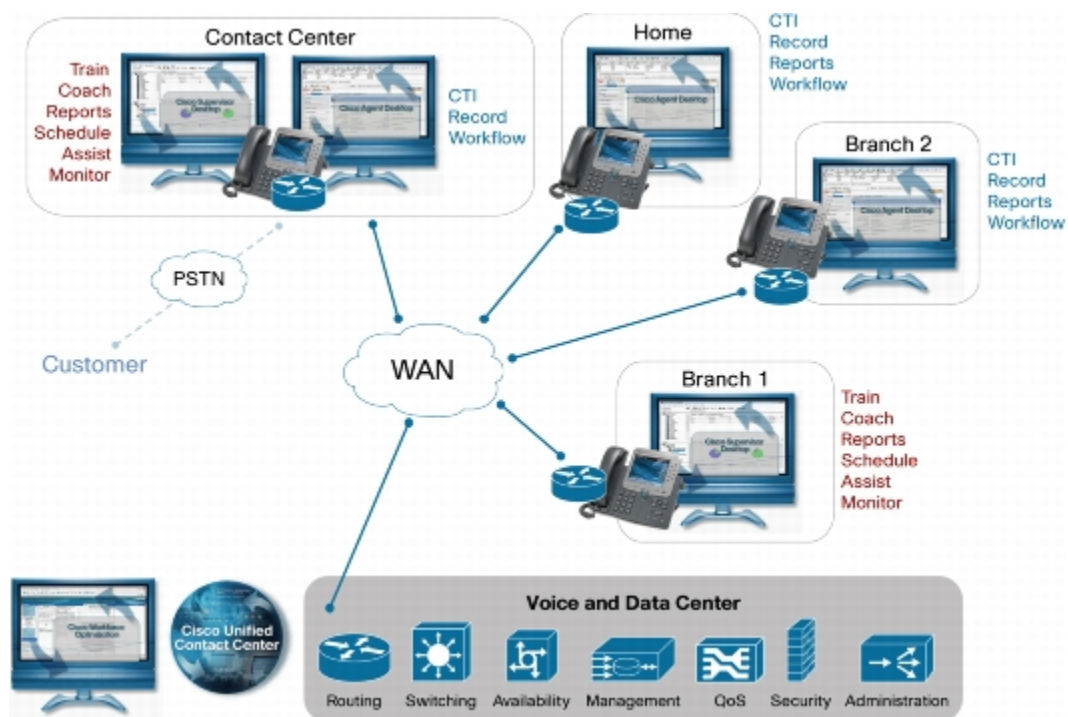 Contact Center
Train
Coach
Reports
Schedule
Assist
Monitor
Cisco Supervisor
Desktop
Cisco Agent Desktop
CTI
Record
Workflow
Home
Cisco Agent Desktop
CTI
Record
Reports
Workflow
Branch 2
Cisco Agent Desktop
CTI
Record
Reports
Workflow
PSTN
Customer
WAN
Branch 1
Cisco Supervisor
Desktop
Train
Coach
Reports
Schedule
Assist
Monitor
Cisco Workforce
Optimization
Cisco Unified
Contact Center
Voice and Data Center
Routing
Switching
Availability
Management
QoS
Security
Administration